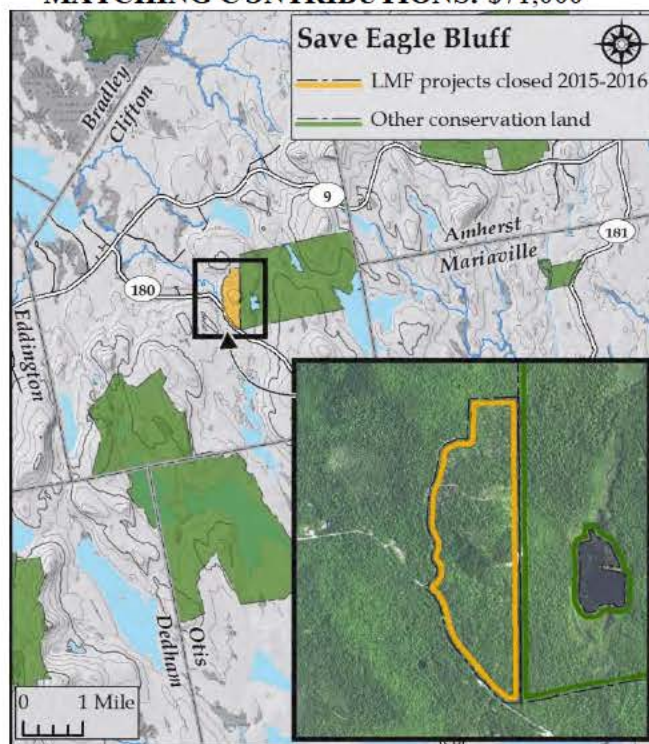 MATCHING CONTRIBUTIONS: $71,000
Save Eagle Bluff
LMF projects closed 2015-2016
Other conservation land
Bradley
Clifton
9
Amherst
Mariaville
181
180
Eddington
Dedham
Otis
0 1 Mile